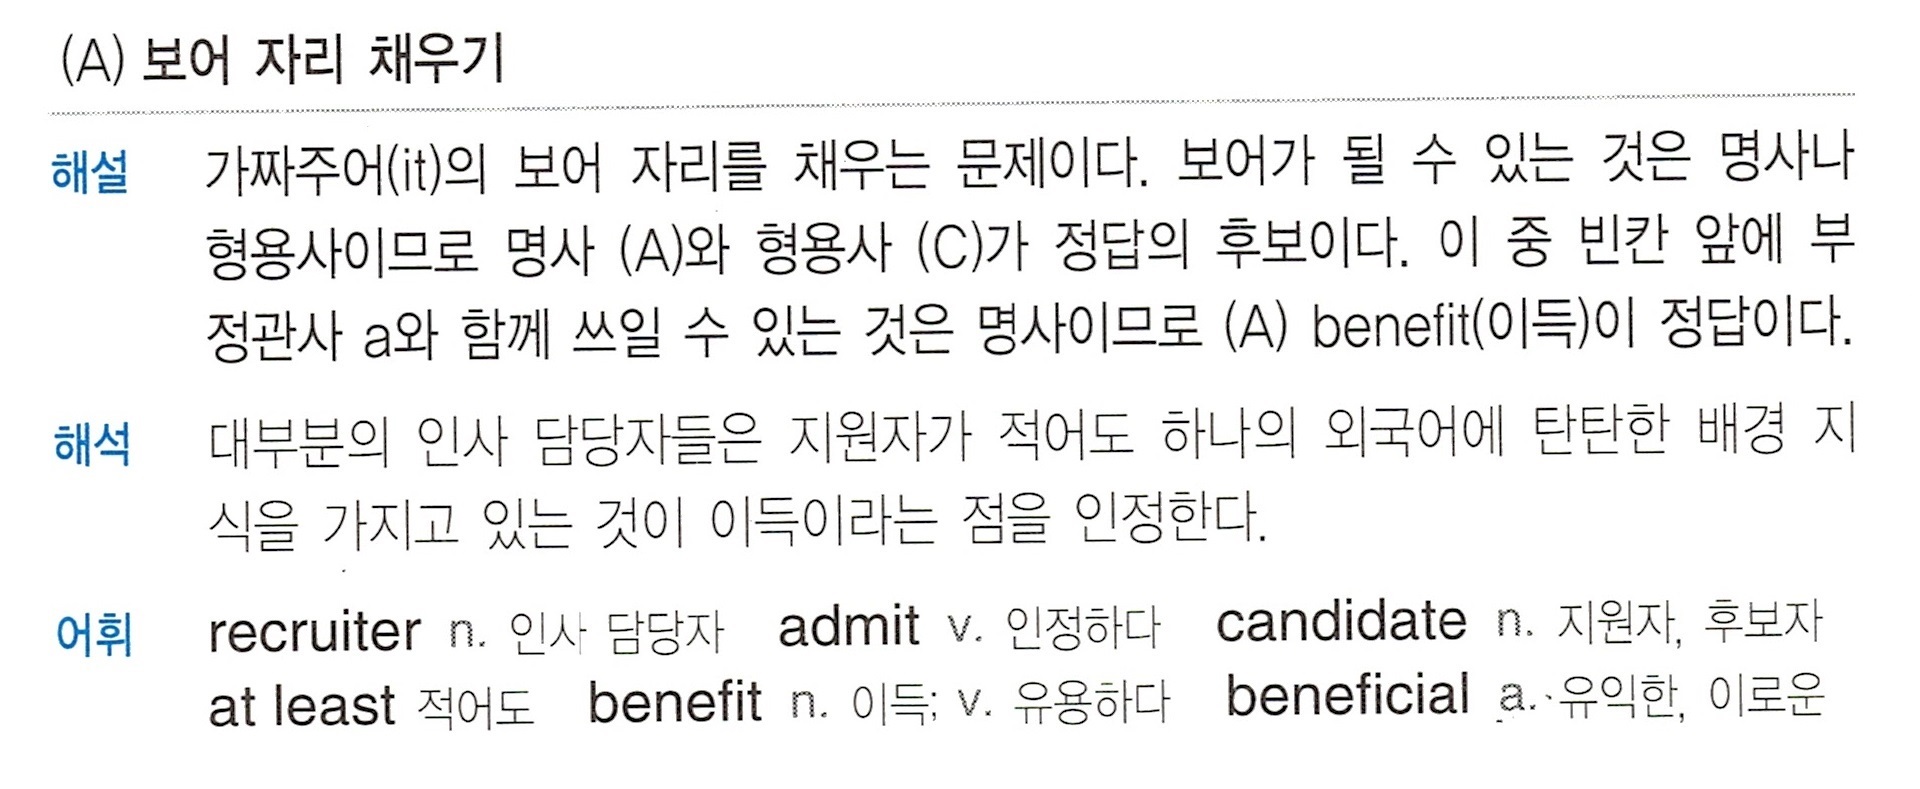 (A) 보어 자리 채우기
해설 가짜주어(it)의 보어 자리를 채우는 문제이다. 보어가 될 수 있는 것은 명사나
형용사이므로 명사 (A)와 형용사 (C)가 정답의 후보이다. 이 중 빈칸 앞에 부
정관사 a와 함께 쓰일 수 있는 것은 명사이므로 (A) benefit(이득)이 정답이다.
해석 대부분의 인사 담당자들은 지원자가 적어도 하나의 외국어에 탄탄한 배경 지
식을 가지고 있는 것이 이득이라는 점을 인정한다.
어휘 recruiter n. 인사 담당자 admit v. 인정하다 candidate n. 지원자, 후보자
at least 적어도 benefit n. 이득; v. 유용하다 beneficial a. 유익한, 이로운